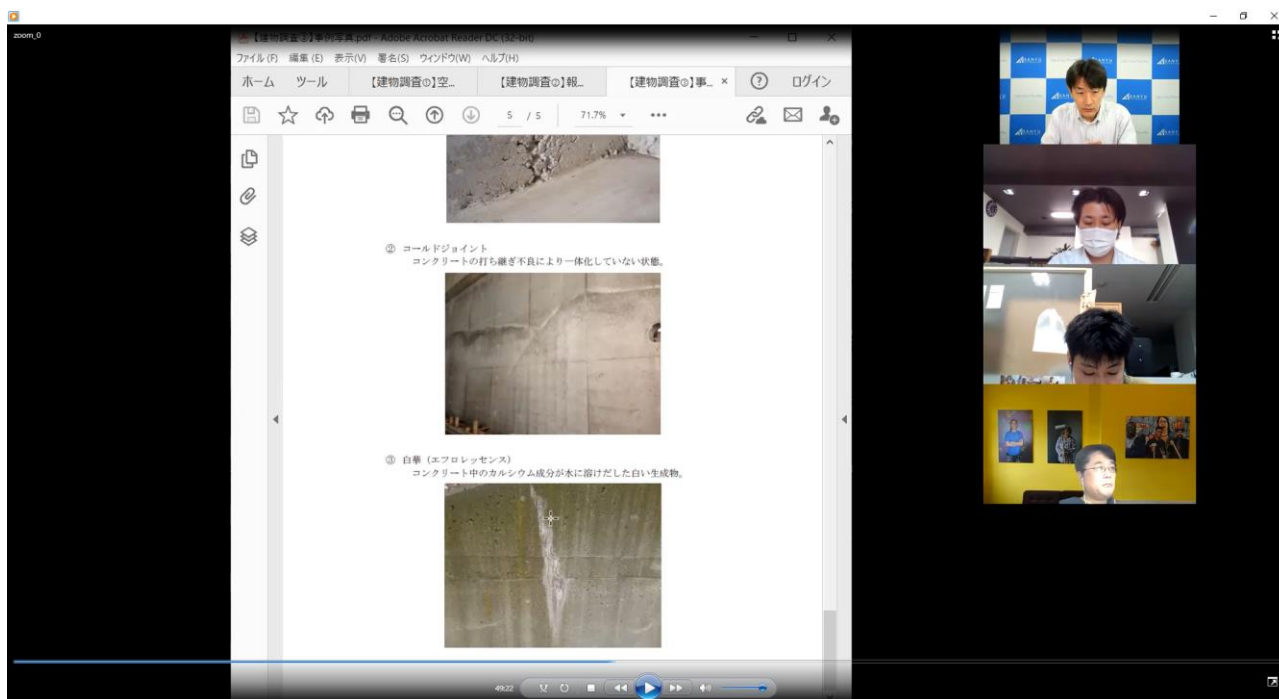 zoom_0
【建物調査①】事例写真.pdf - Adobe Acrobat Reader DC (32-bit)
ファイル(F) 編集(E) 表示(V) 署名(S) ウィンドウ(W) ヘルプ(H)
ホーム ツール 【建物調査①】空... 【建物調査②】報... 【建物調査①】事... × ? ログイン
5 / 5 71.7%
② コールドジョイント
コンクリートの打ち継ぎ不良により一体化していない状態。
③ 白華(エフロレッセンス)
コンクリート中のカルシウム成分が水に溶けだした白い生成物。
49:22